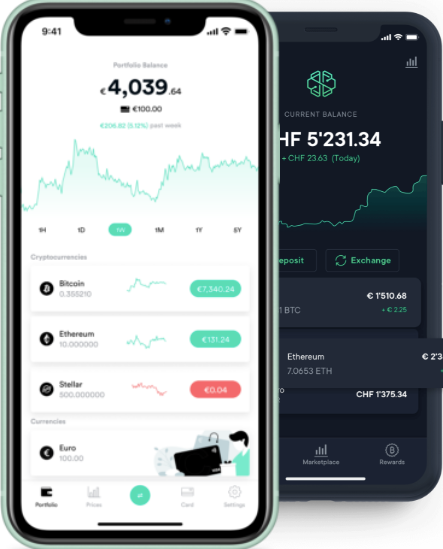 9:41
Portfolio Balance
€4,039.64
€100.00
€206.82 (5.12%) past week
1H 1D 1W 1M 1Y 5Y
Cryptocurrencies
Bitcoin
0.355210
€7,340.24
Ethereum
10.000000
€131.24
Stellar
500.000000
€0.04
Currencies
Euro
100.00
Portfolio Prices Card Settings
CURRENT BALANCE
HF 5'231.34
+ CHF 23.63 (Today)
eposit
Exchange
€ 1'510.68
1 BTC
+ € 2.25
Ethereum
€ 2'3
7.0653 ETH
ro
CHF 1'375.34
Marketplace Rewards